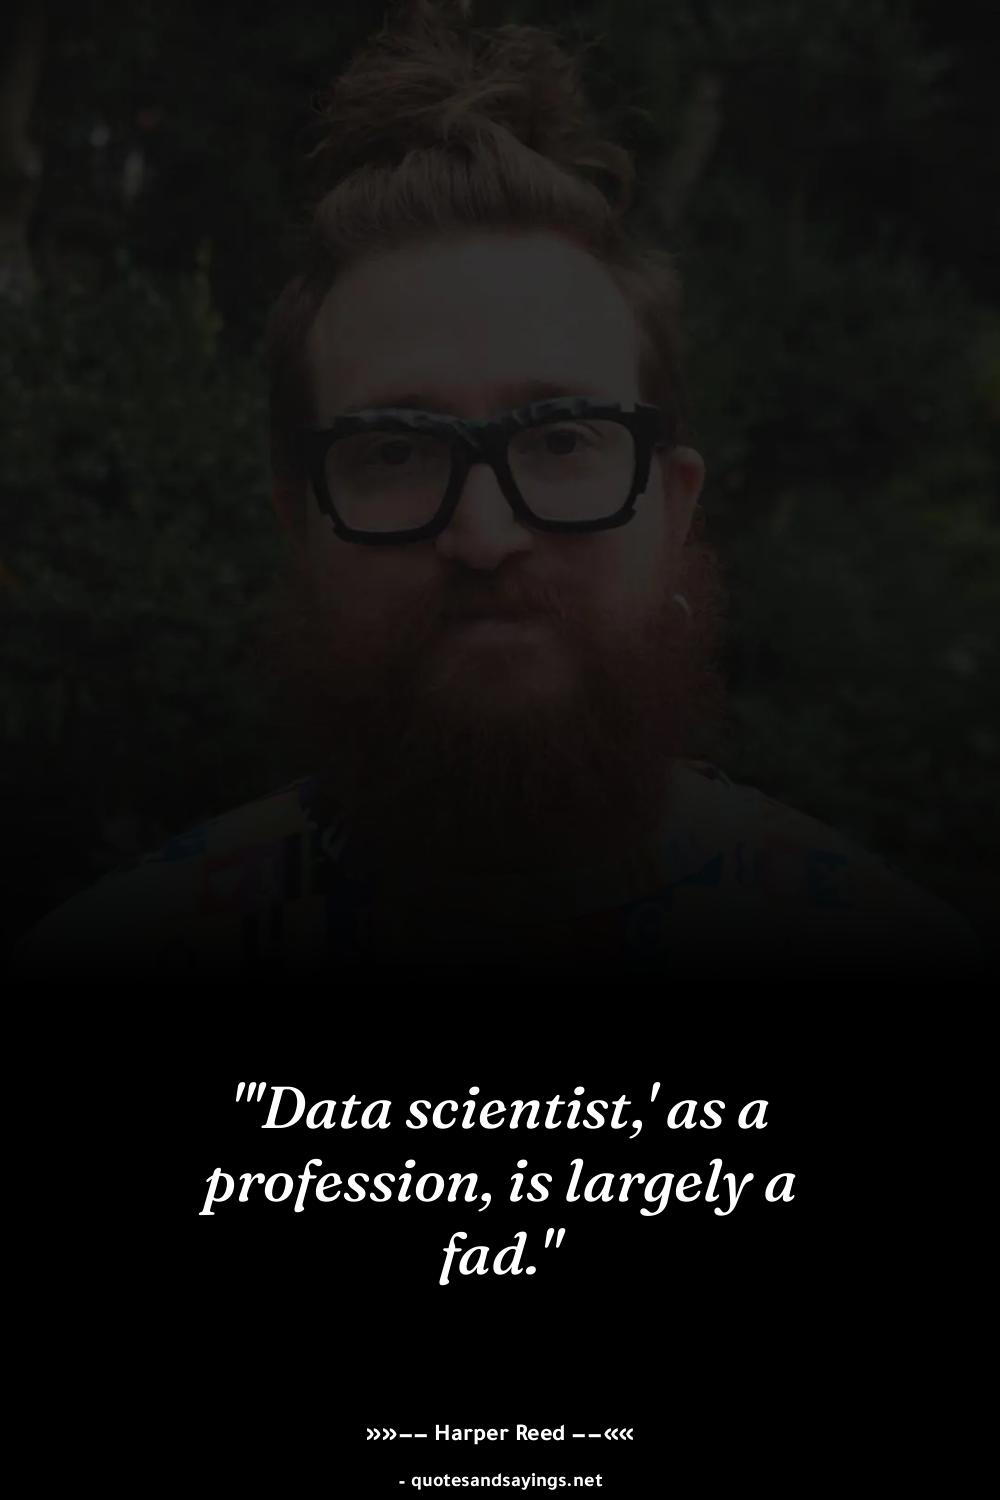 "'Data scientist,' as a
profession, is largely a
fad."
»»—— Harper Reed ——««
- quotesandsayings.net